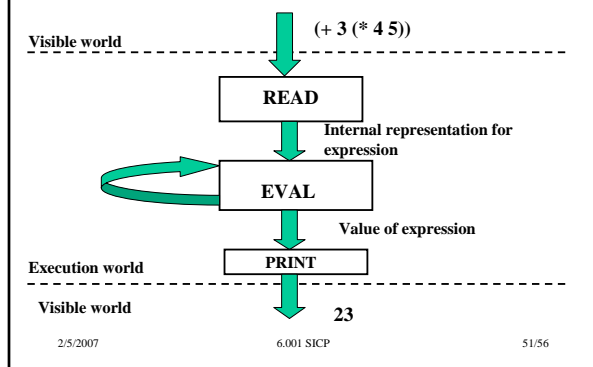 (+ 3 (* 4 5))
Visible world
READ
Internal representation for
expression
EVAL
Value of expression
PRINT
Execution world
Visible world
23
2/5/2007 6.001 SICP 51/56